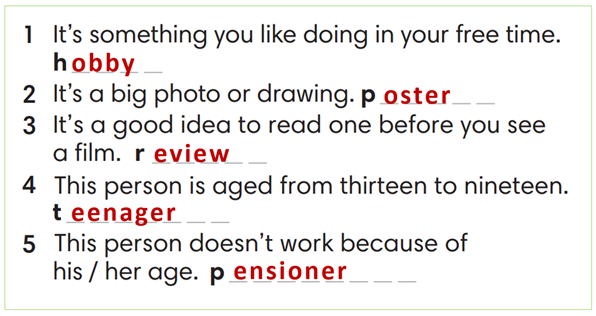 1 It's something you like doing in your free time.
hobby
2 It's a big photo or drawing. poster
3 It's a good idea to read one before you see
a film. review
4 This person is aged from thirteen to nineteen.
teenager
5 This person doesn't work because of
his / her age. pensioner